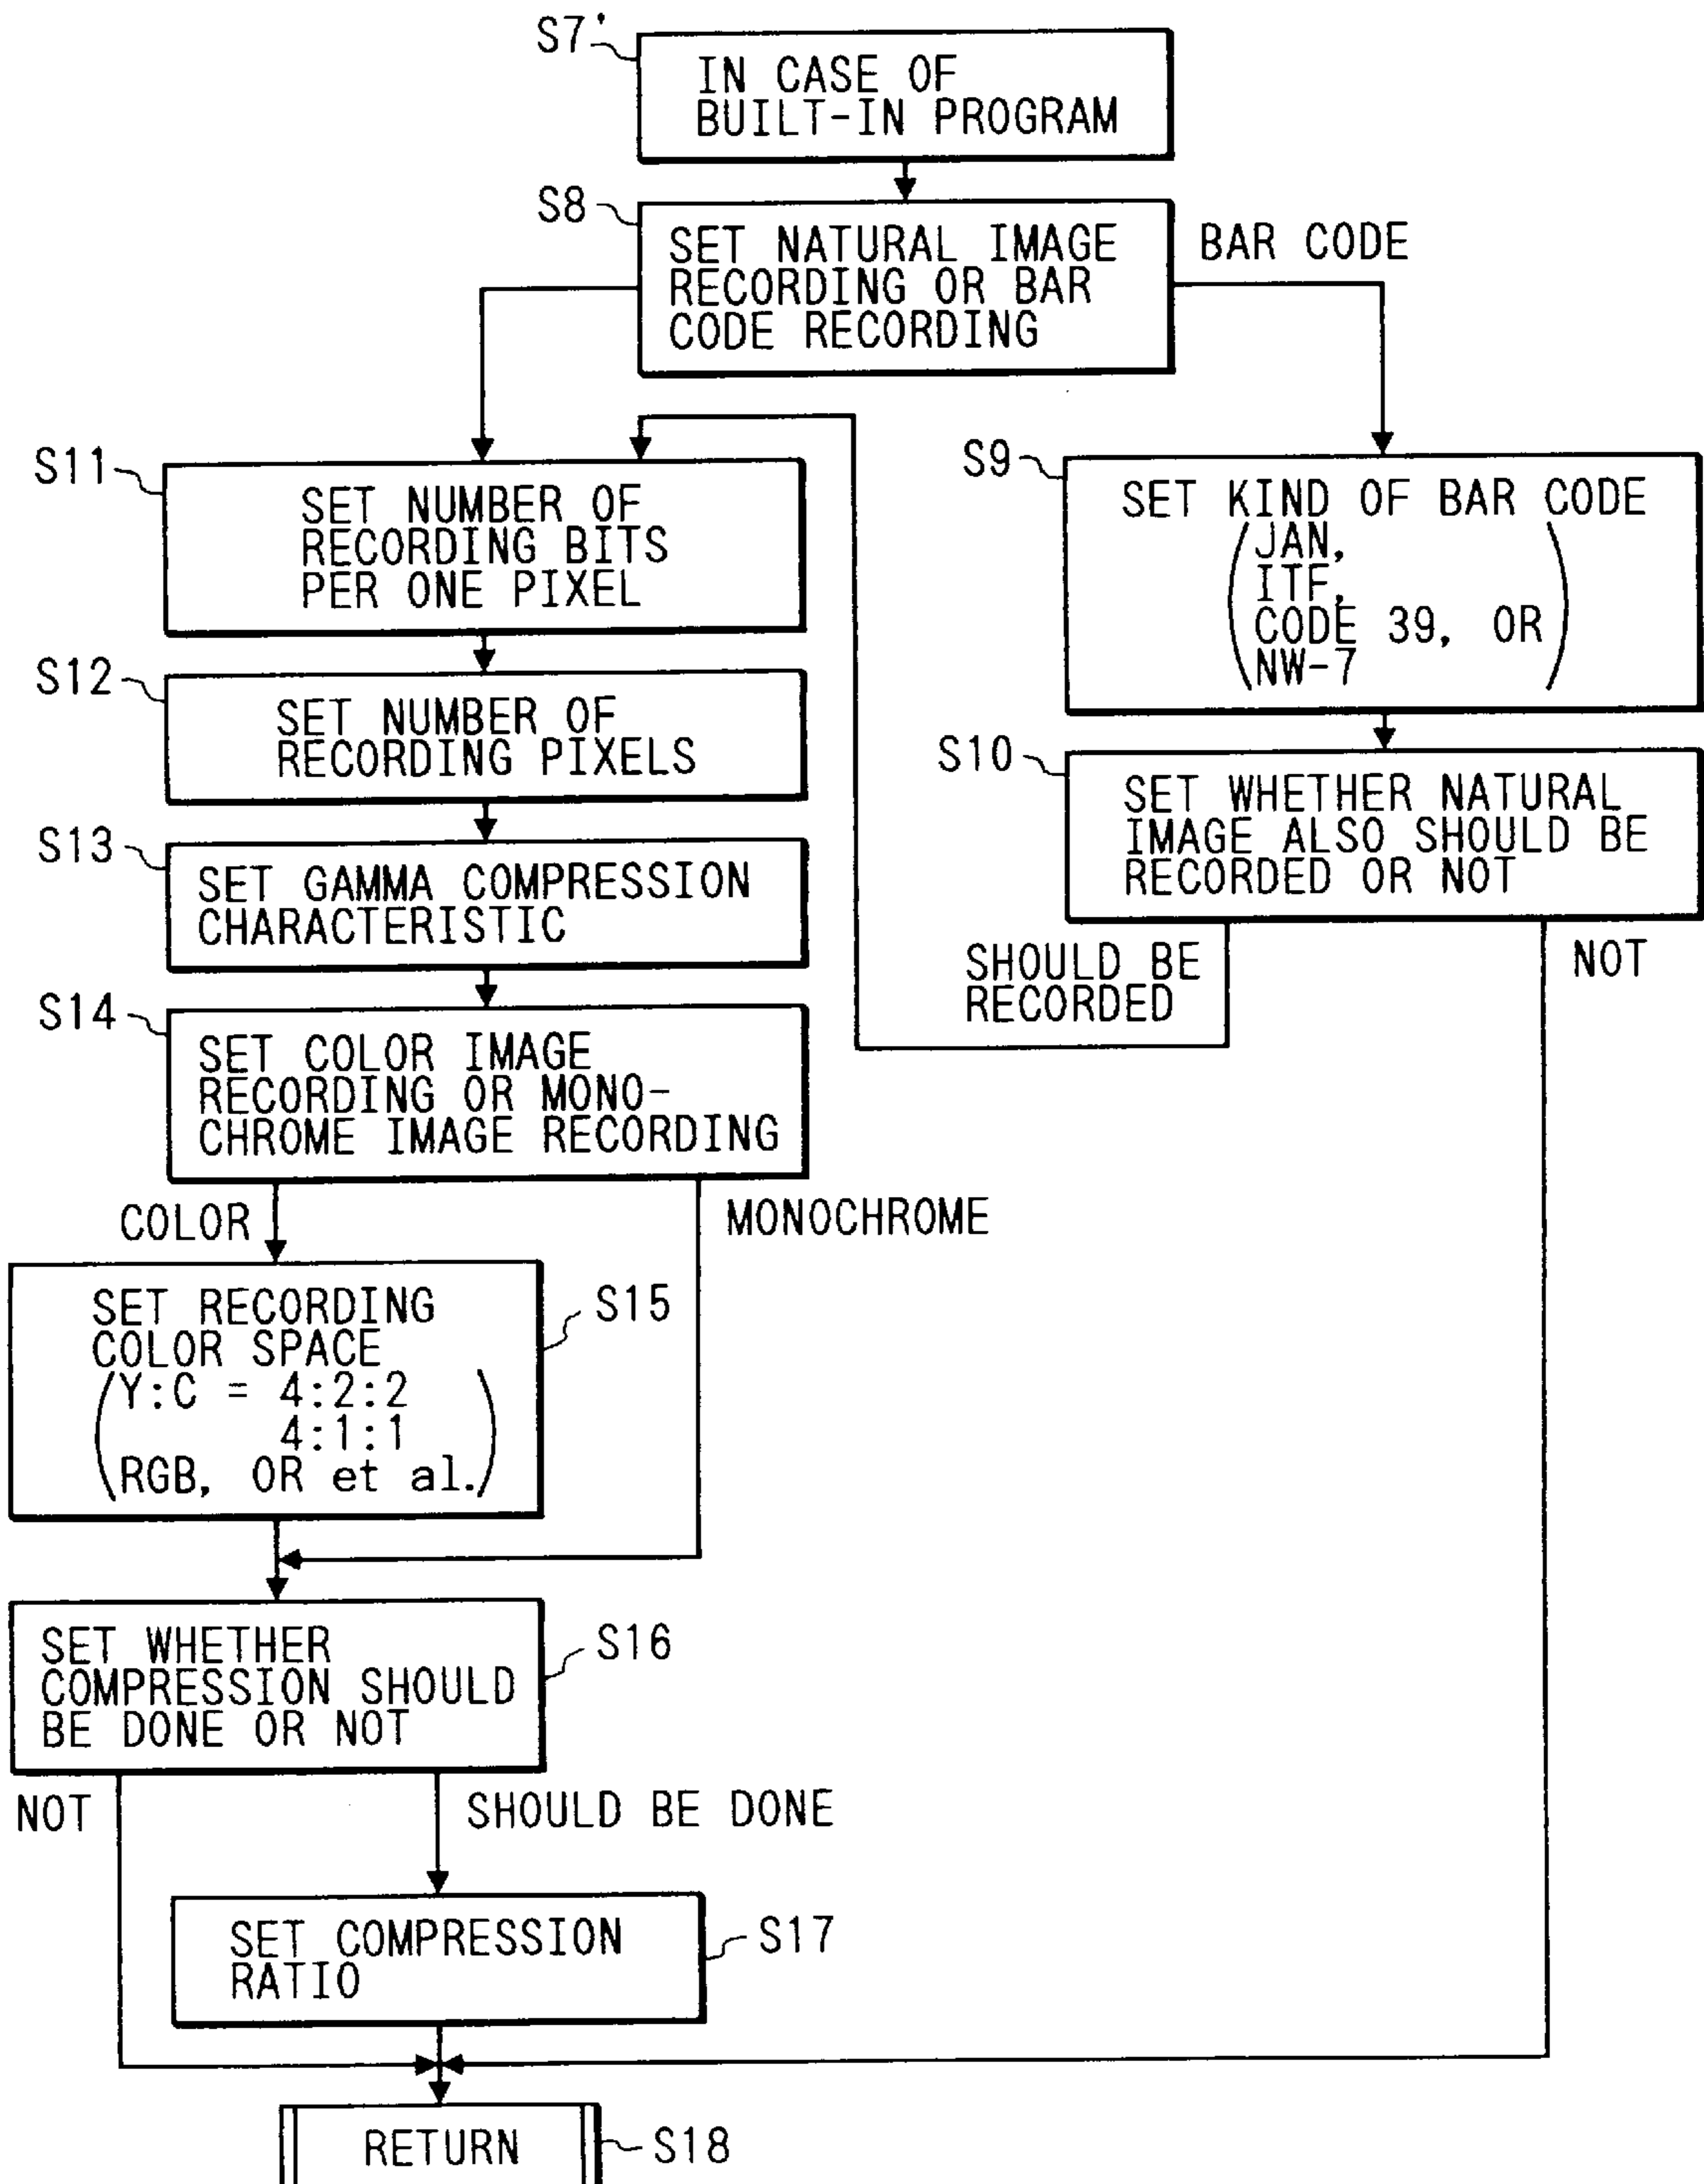 S7'
IN CASE OF
BUILT-IN PROGRAM
S8
SET NATURAL IMAGE
RECORDING OR BAR
CODE RECORDING
BAR CODE
S11
SET NUMBER OF
RECORDING BITS
PER ONE PIXEL
S9
SET KIND OF BAR CODE
(JAN,
ITF,
CODE 39, OR
NW-7)
S12
SET NUMBER OF
RECORDING PIXELS
S10
SET WHETHER NATURAL
IMAGE ALSO SHOULD BE
RECORDED OR NOT
S13
SET GAMMA COMPRESSION
CHARACTERISTIC
SHOULD BE
RECORDED
NOT
S14
SET COLOR IMAGE
RECORDING OR MONO-
CHROME IMAGE RECORDING
COLOR
MONOCHROME
SET RECORDING
COLOR SPACE
(Y:C = 4:2:2
4:1:1
RGB, OR et al.)
S15
SET WHETHER
COMPRESSION SHOULD
BE DONE OR NOT
S16
NOT
SHOULD BE DONE
SET COMPRESSION
RATIO
S17
RETURN
S18